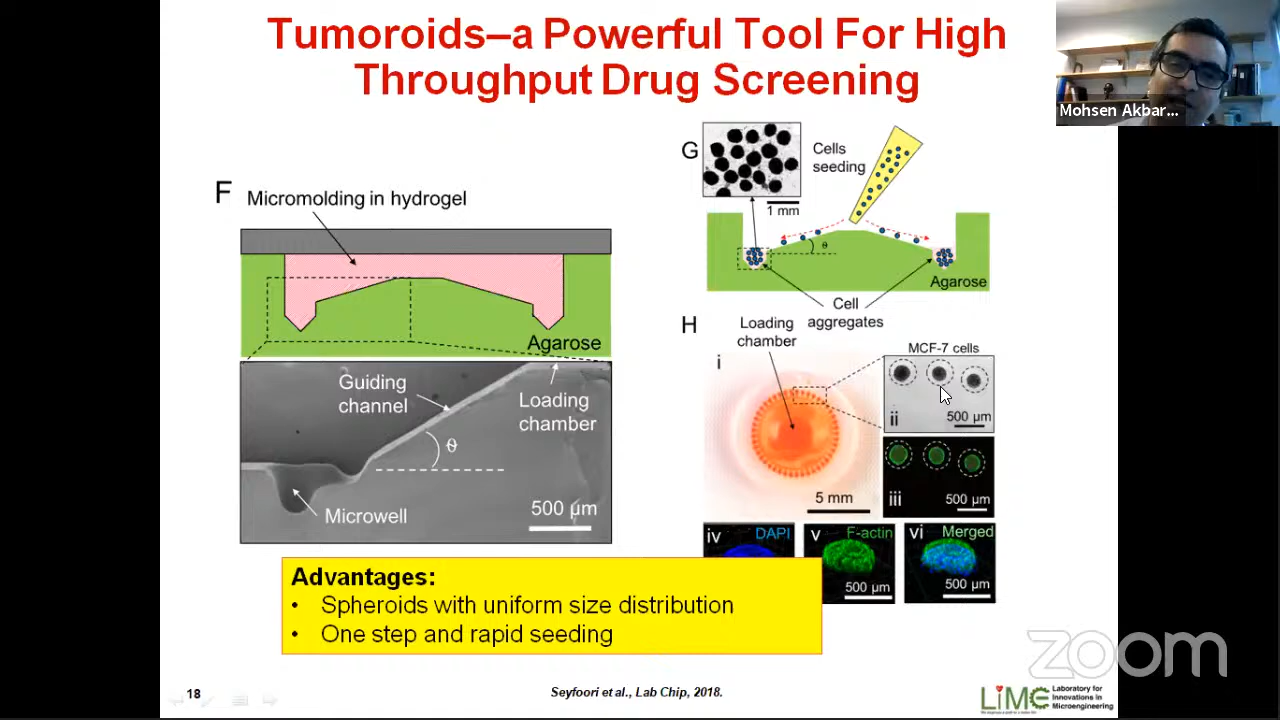 Tumoroids–a Powerful Tool For High
Throughput Drug Screening
Mohsen Akbar...
F
Micromolding in hydrogel
Agarose
Guiding
channel
Loading
chamber
θ
Microwell
500 µm
G
Cells
seeding
1 mm
θ
Agarose
Cell
aggregates
H
Loading
chamber
i
5 mm
MCF-7 cells
ii
500 µm
iii
500 µm
iv
DAPI
v
F-actin
500 µm
vi
Merged
500 µm
Advantages:
• Spheroids with uniform size distribution
• One step and rapid seeding
18
Seyfoori et al., Lab Chip, 2018.
zoom
LiME
Laboratory for
Innovations in
Microengineering